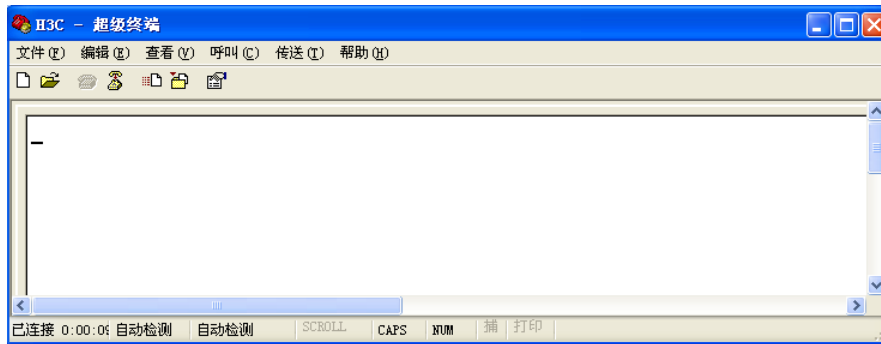 H3C - 超级终端
文件(F) 编辑(E) 查看(V) 呼叫(C) 传送(T) 帮助(H)
已连接 0:00:09 自动检测 自动检测 SCROLL CAPS NUM 捕 打印